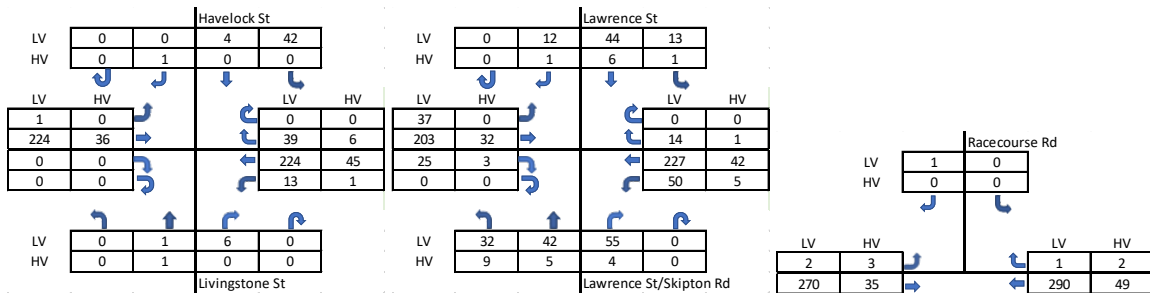 Havelock St
LV 0 0 4 42
HV 0 1 0 0
LV HV
1 0
224 36
0 0
0 0
LV HV
0 0
39 6
224 45
13 1
LV 0 1 6 0
HV 0 1 0 0
Livingstone St
Lawrence St
LV 0 12 44 13
HV 0 1 6 1
LV HV
37 0
203 32
25 3
0 0
LV HV
0 0
14 1
227 42
50 5
LV 32 42 55 0
HV 9 5 4 0
Lawrence St/Skipton Rd
Racecourse Rd
LV 1 0
HV 0 0
LV HV
2 3
270 35
LV HV
1 2
290 49